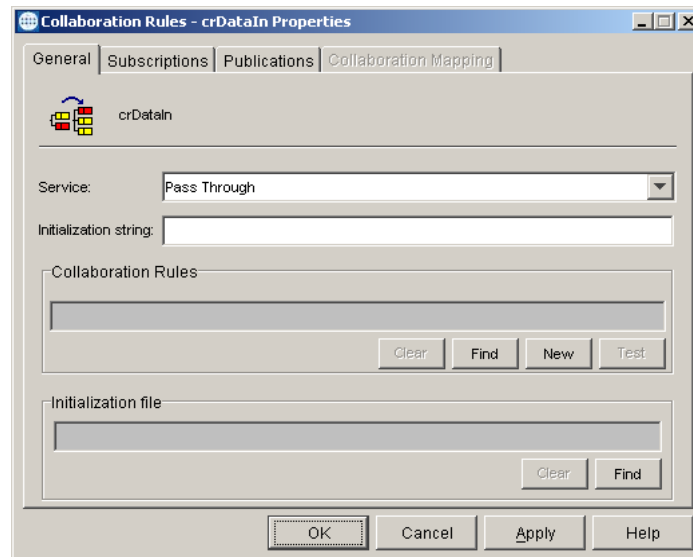 Collaboration Rules - crDataIn Properties
General Subscriptions Publications Collaboration Mapping
crDataIn
Service: Pass Through
Initialization string:
Collaboration Rules
Clear Find New Test
Initialization file
Clear Find
OK Cancel Apply Help